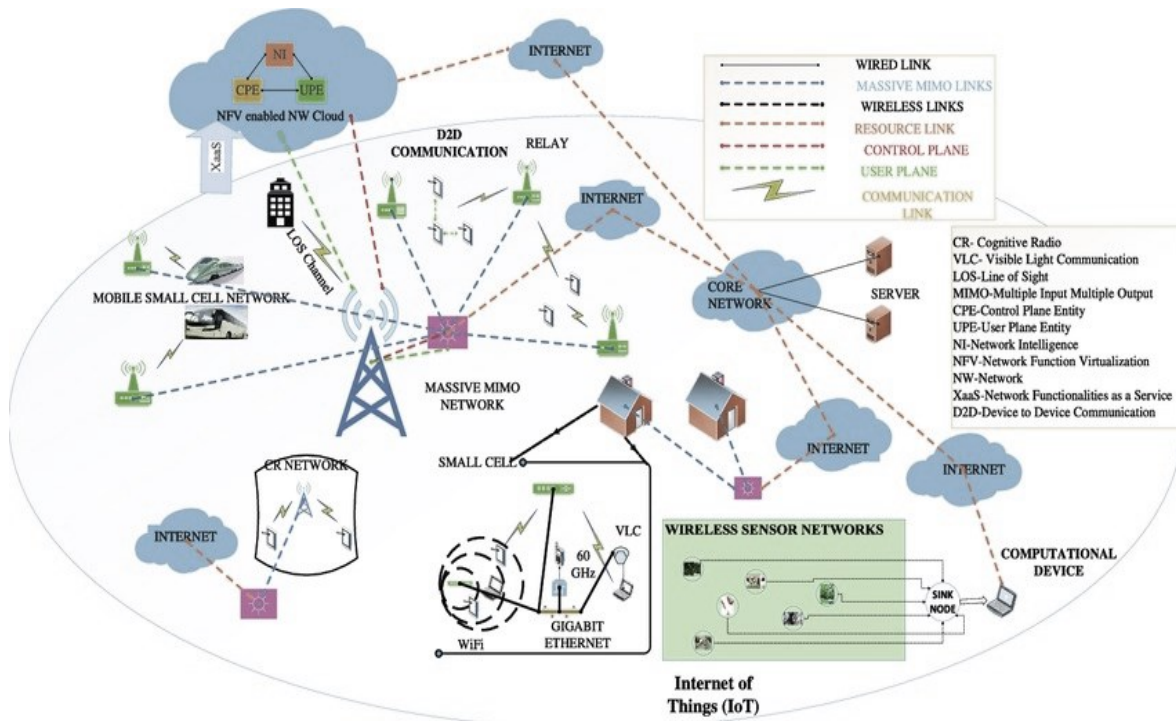 NI
CPE
UPE
NFV enabled NW Cloud
XaaS
INTERNET
WIRED LINK
MASSIVE MIMO LINKS
WIRELESS LINKS
RESOURCE LINK
CONTROL PLANE
USER PLANE
COMMUNICATION
LINK
D2D
COMMUNICATION
RELAY
INTERNET
LOS Channel
MOBILE SMALL CELL NETWORK
MASSIVE MIMO
NETWORK
CORE
NETWORK
SERVER
CR- Cognitive Radio
VLC- Visible Light Communication
LOS-Line of Sight
MIMO-Multiple Input Multiple Output
CPE-Control Plane Entity
UPE-User Plane Entity
NI-Network Intelligence
NFV-Network Function Virtualization
NW-Network
XaaS-Network Functionalities as a Service
D2D-Device to Device Communication
SMALL CELL
INTERNET
INTERNET
CR NETWORK
INTERNET
VLC
60
GHz
WiFi
GIGABIT
ETHERNET
WIRELESS SENSOR NETWORKS
SINK
NODE
COMPUTATIONAL
DEVICE
Internet of
Things (IoT)